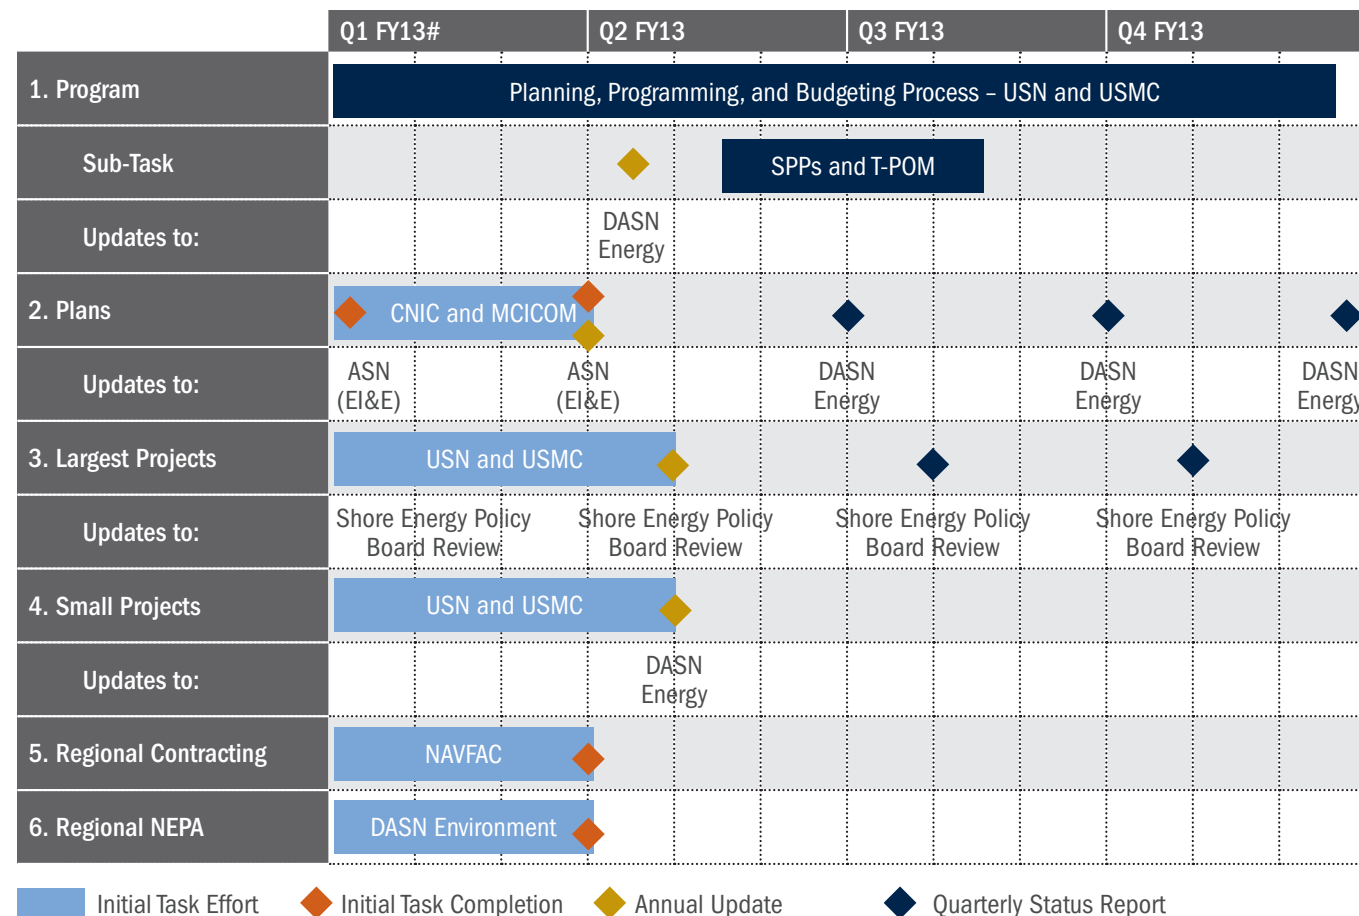 Q1 FY13# Q2 FY13 Q3 FY13 Q4 FY13
1. Program
Planning, Programming, and Budgeting Process – USN and USMC
Sub-Task
SPPs and T-POM
Updates to:
DASN
Energy
2. Plans
CNIC and MCICOM
Updates to:
ASN
(EI&E)
ASN
(EI&E)
DASN
Energy
DASN
Energy
DASN
Energy
3. Largest Projects
USN and USMC
Updates to:
Shore Energy Policy
Board Review
Shore Energy Policy
Board Review
Shore Energy Policy
Board Review
Shore Energy Policy
Board Review
4. Small Projects
USN and USMC
Updates to:
DASN
Energy
5. Regional Contracting
NAVFAC
6. Regional NEPA
DASN Environment
Initial Task Effort
Initial Task Completion
Annual Update
Quarterly Status Report